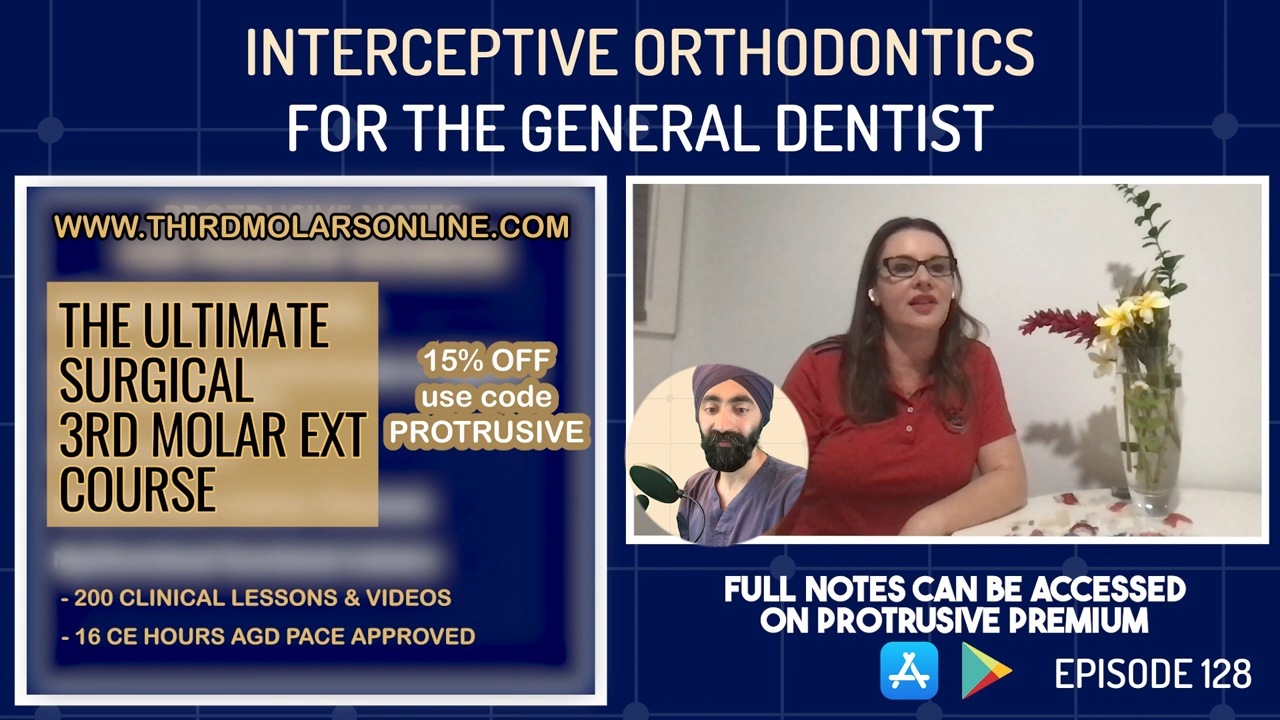 INTERCEPTIVE ORTHODONTICS
FOR THE GENERAL DENTIST
WWW.THIRDMOLARSONLINE.COM
THE ULTIMATE
SURGICAL
3RD MOLAR EXT
COURSE
15% OFF
use code
PROTRUSIVE
- 200 CLINICAL LESSONS & VIDEOS
- 16 CE HOURS AGD PACE APPROVED
FULL NOTES CAN BE ACCESSED
ON PROTRUSIVE PREMIUM
EPISODE 128